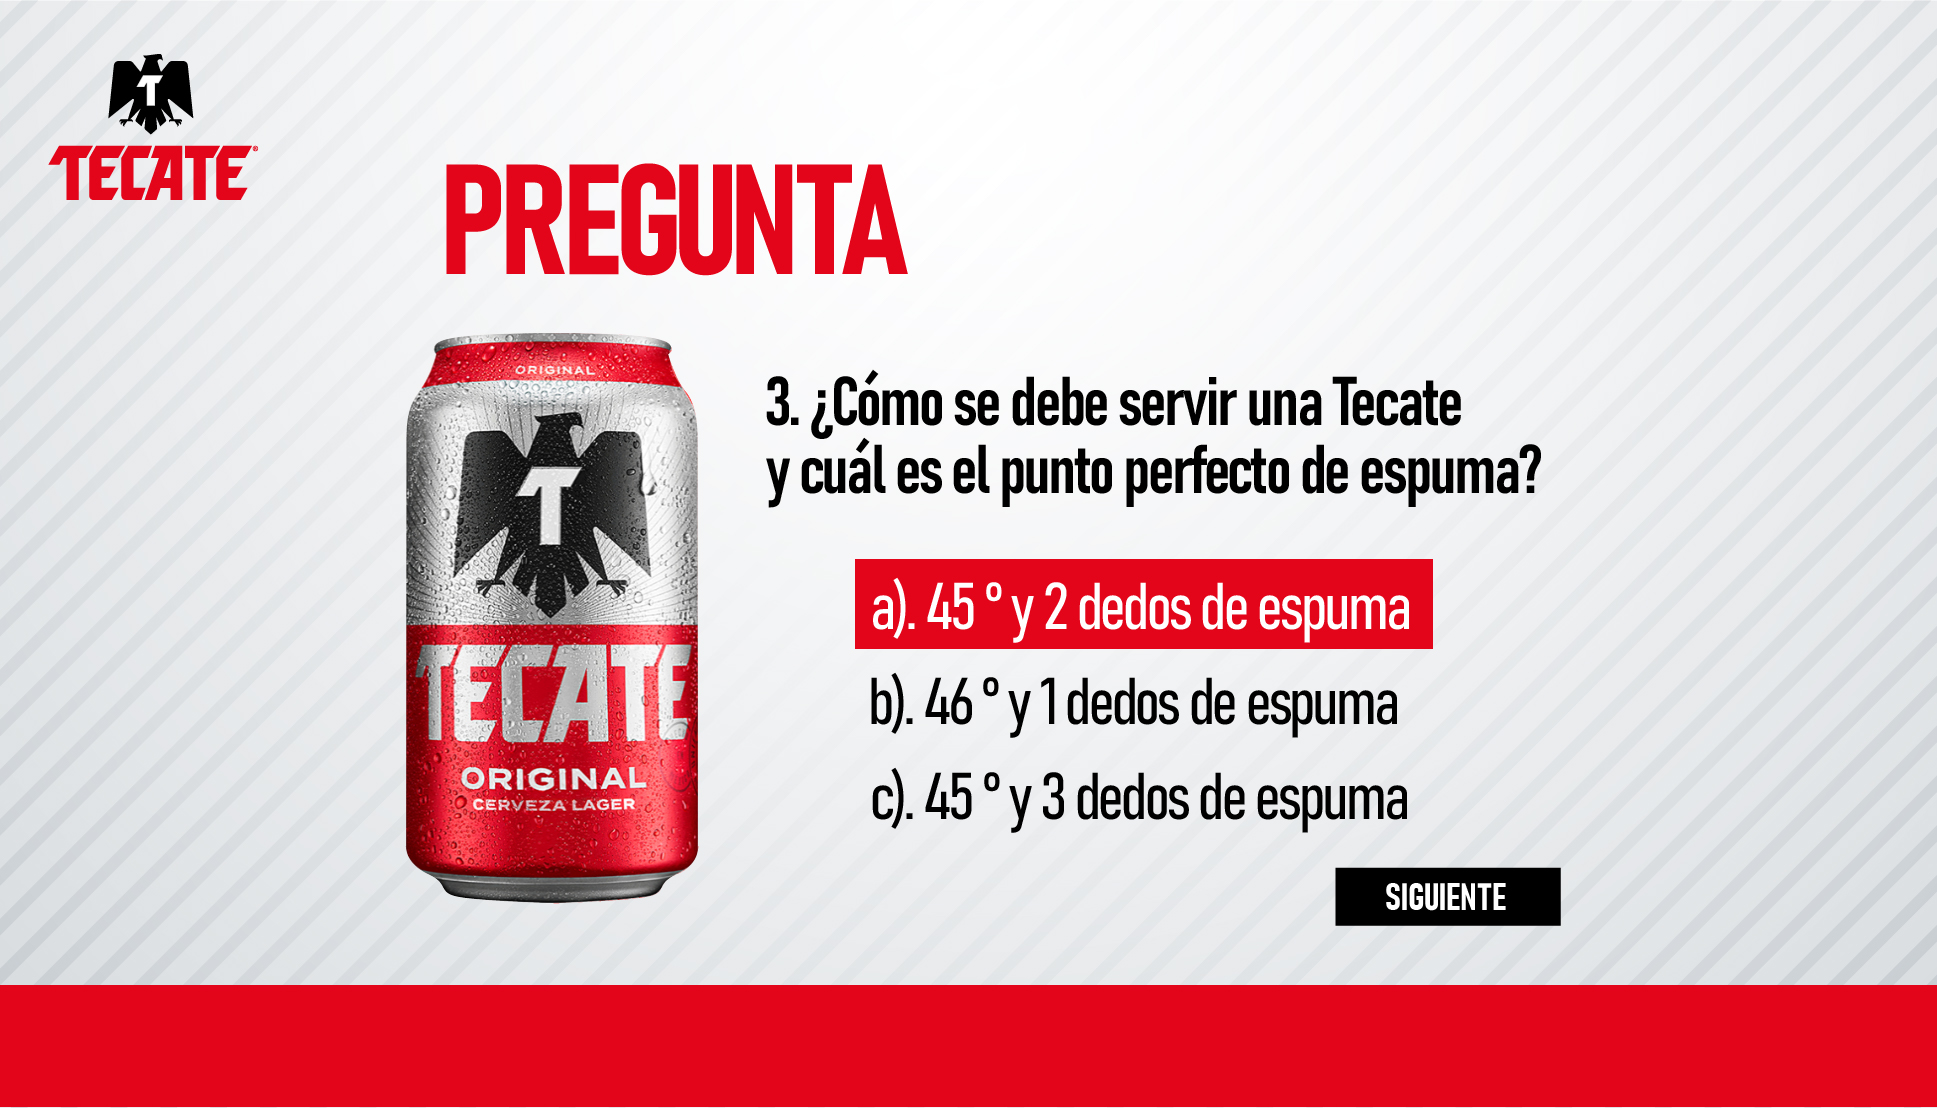 T
TECATE®
PREGUNTA
ORIGINAL
T
TECATE
ORIGINAL
CERVEZA LAGER
3. ¿Cómo se debe servir una Tecate
y cuál es el punto perfecto de espuma?
a). 45 º y 2 dedos de espuma
b). 46 º y 1 dedos de espuma
c). 45 º y 3 dedos de espuma
SIGUIENTE